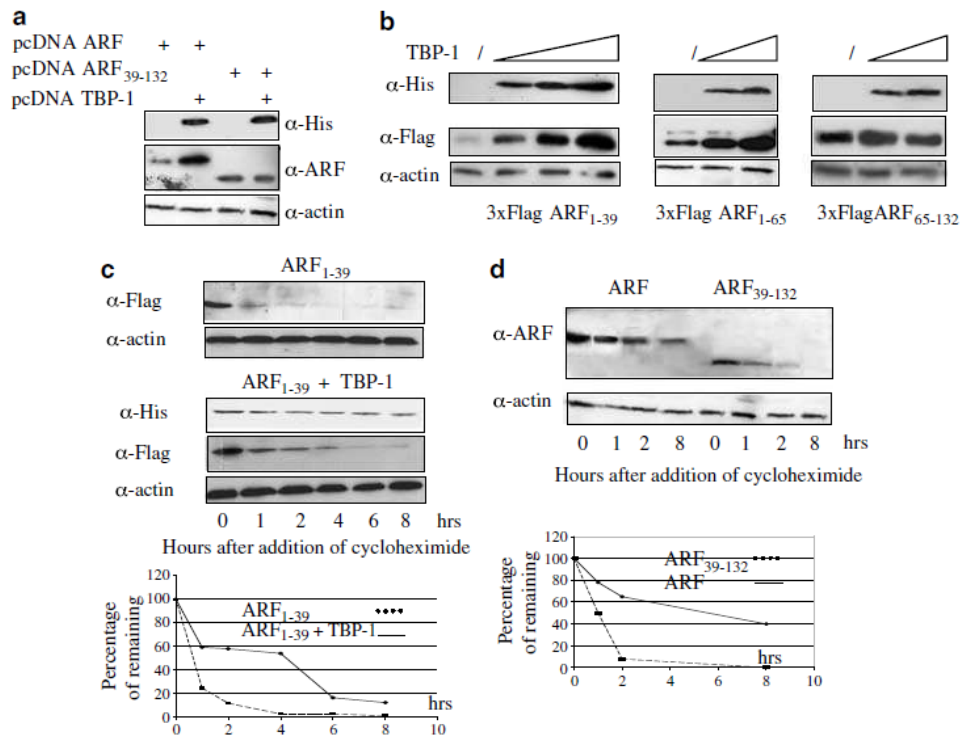 a
pcDNA ARF + +
pcDNA ARF39-132 + +
pcDNA TBP-1 + +
α-His
α-ARF
α-actin
b
TBP-1 / / /
α-His
α-Flag
α-actin
3xFlag ARF1-39 3xFlag ARF1-65 3xFlagARF65-132
c
ARF1-39
α-Flag
α-actin
ARF1-39 + TBP-1
α-His
α-Flag
α-actin
0 1 2 4 6 8 hrs
Hours after addition of cycloheximide
Percentage of remaining
120
100
80
60
40
20
0
ARF1-39
ARF1-39 + TBP-1
hrs
0 2 4 6 8 10
d
ARF ARF39-132
α-ARF
α-actin
0 1 2 8 0 1 2 8 hrs
Hours after addition of cycloheximide
Percentage of remaining
120
100
80
60
40
20
0
ARF39-132
ARF
hrs
0 2 4 6 8 10